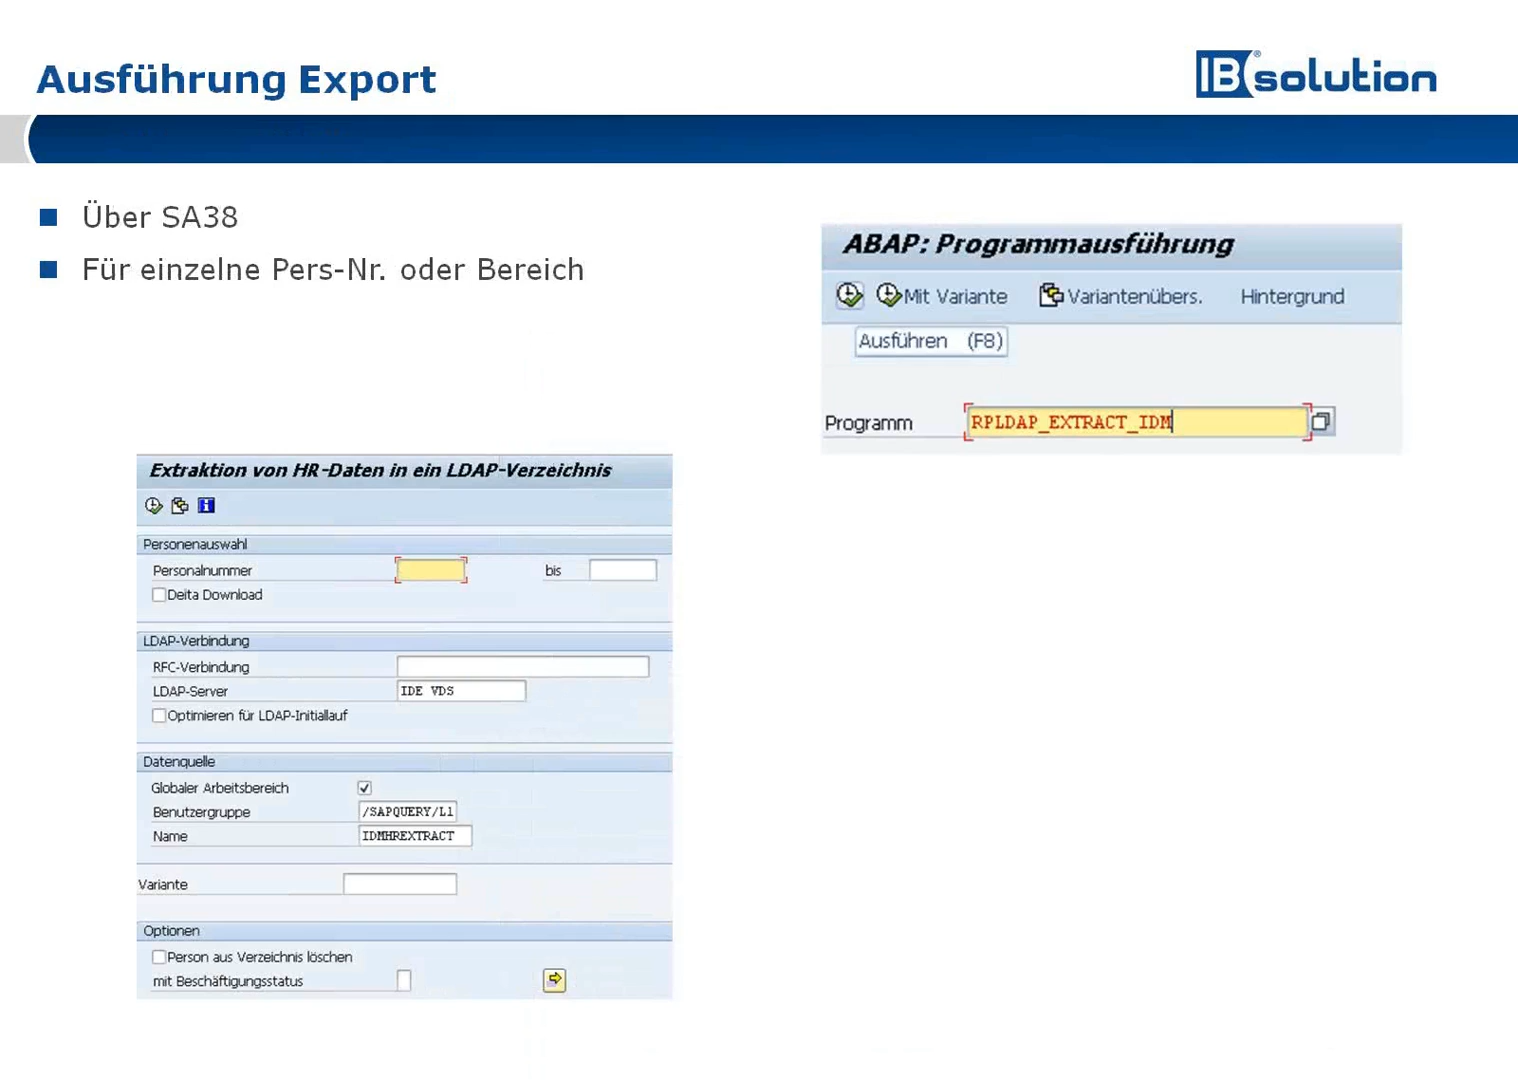 Ausführung Export
IBsolution®
Über SA38
Für einzelne Pers-Nr. oder Bereich
ABAP: Programmausführung
Mit Variante Variantenübers. Hintergrund
Ausführen (F8)
Programm RPLDAP_EXTRACT_IDM
Extraktion von HR-Daten in ein LDAP-Verzeichnis
Personenauswahl
Personalnummer bis
Delta Download
LDAP-Verbindung
RFC-Verbindung
LDAP-Server IDE VDS
Optimieren für LDAP-Initiallauf
Datenquelle
Globaler Arbeitsbereich
Benutzergruppe /SAPQUERY/L1
Name IDMHREXTRACT
Variante
Optionen
Person aus Verzeichnis löschen
mit Beschäftigungsstatus